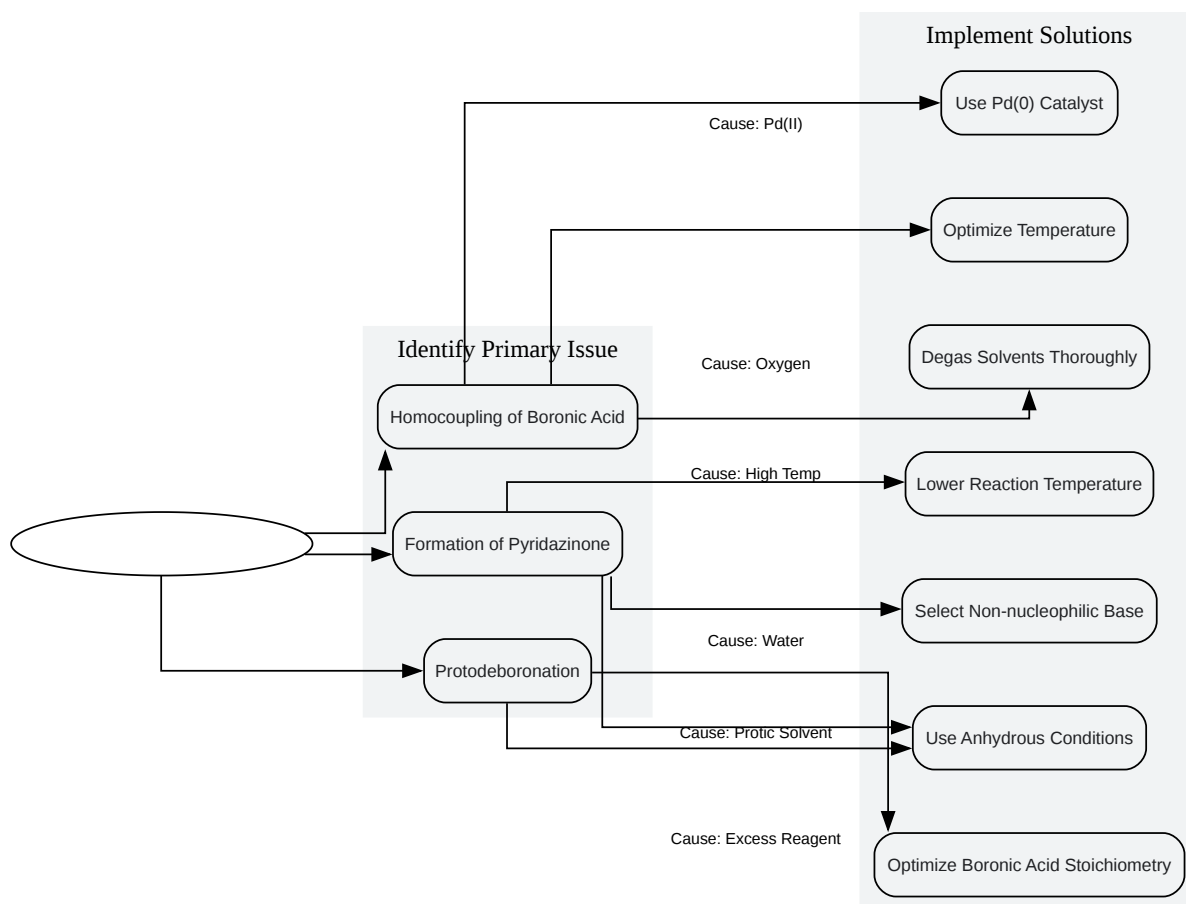 Implement Solutions
Use Pd(0) Catalyst
Cause: Pd(II)
Optimize Temperature
Identify Primary Issue
Degas Solvents Thoroughly
Cause: Oxygen
Homocoupling of Boronic Acid
Cause: High Temp
Lower Reaction Temperature
Formation of Pyridazinone
Select Non-nucleophilic Base
Cause: Water
Protodeboronation
Cause: Protic Solvent
Use Anhydrous Conditions
Cause: Excess Reagent
Optimize Boronic Acid Stoichiometry